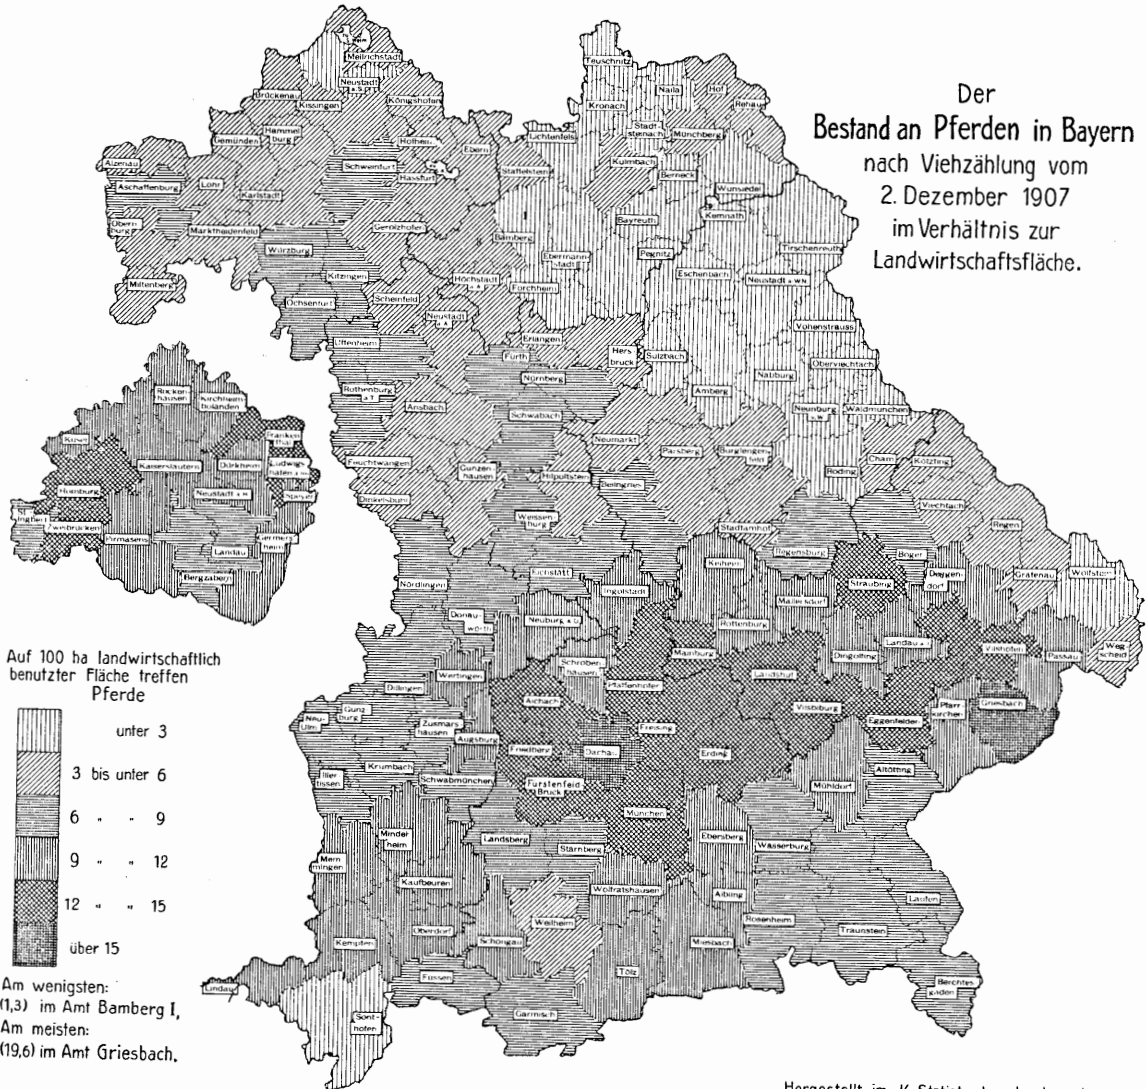 Der
Bestand an Pferden in Bayern
nach Viehzählung vom
2. Dezember 1907
im Verhältnis zur
Landwirtschaftsfläche.
Mellrichstadt
Neustadt a.S.
Brückenau
Kissingen
Königshofen
Hammelburg
Gemünden
Hofheim
Ebern
Schweinfurt
Hassfurt
Staffelstein
Lichtenfels
Teuschnitz
Kronach
Naila
Hof
Rehau
Stadtsteinach
Münchberg
Kulmbach
Berneck
Wunsiedel
Alzenau
Aschaffenburg
Lohr
Karlstadt
Obernburg
Marktheidenfeld
Würzburg
Gerolzhofen
Bamberg
I
Bayreuth
Kemnath
Tirschenreuth
Pegnitz
Ebermannstadt
Eschenbach
Neustadt a. WN
Miltenberg
Kitzingen
Ochsenfurt
Scheinfeld
Höchstadt a. A.
Forchheim
Neustadt a. A.
Uffenheim
Erlangen
Fürth
Hersbruck
Sulzbach
Vohenstrauss
Oberviechtach
Nabburg
Nürnberg
Amberg
Rothenburg a.T.
Ansbach
Schwabach
Neunburg v.W.
Waldmünchen
Neumarkt
Parsberg
Burglengenfeld
Roding
Cham
Kötzting
Feuchtwangen
Gunzenhausen
Hilpoltstein
Beilngries
Dinkelsbühl
Weissenburg
Stadtamhof
Viechtach
Regen
Regensburg
Bogen
Grafenau
Wolfstein
Nördlingen
Eichstätt
Ingolstadt
Kelheim
Straubing
Deggendorf
Mallersdorf
Donauwörth
Neuburg a.D.
Rottenburg
Landau a. I.
Vilshofen
Passau
Wegscheid
Dingolfing
Mainburg
Schrobenhausen
Pfaffenhofen
Landshut
Wertingen
Dillingen
Aichach
Vilsbiburg
Eggenfelden
Pfarrkirchen
Griesbach
Neu-Ulm
Günzburg
Zusmarshausen
Augsburg
Friedberg
Dachau
Freising
Erding
Krumbach
Illertissen
Schwabmünchen
Fürstenfeldbruck
Mühldorf
Altötting
München
Mindelheim
Landsberg
Starnberg
Ebersberg
Wasserburg
Memmingen
Kaufbeuren
Wolfratshausen
Aibling
Rosenheim
Laufen
Traunstein
Weilheim
Kempten
Oberdorf
Schongau
Miesbach
Tölz
Füssen
Lindau
Sonthofen
Garmisch
Berchtesgaden
Rockenhausen
Kirchheimbolanden
Kusel
Kaiserslautern
Dürkheim
Frankenthal
Ludwigshafen a. Rh.
Homburg
Neustadt a. H.
Speyer
St. Ingbert
Zweibrücken
Pirmasens
Landau
Germersheim
Bergzabern
Auf 100 ha landwirtschaftlich
benutzter Fläche treffen
Pferde
unter 3
3 bis unter 6
6 " " 9
9 " " 12
12 " " 15
über 15
Am wenigsten:
(1,3) im Amt Bamberg I,
Am meisten:
(19,6) im Amt Griesbach.